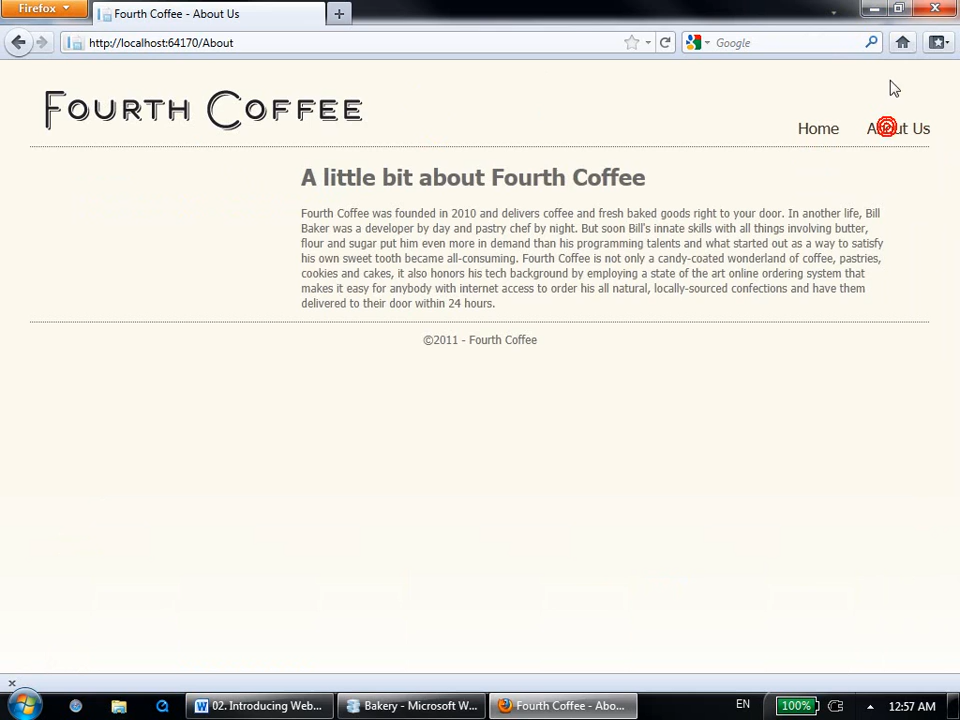 Firefox
Fourth Coffee - About Us
http://localhost:64170/About
Google
Fourth Coffee
Home
About Us
A little bit about Fourth Coffee
Fourth Coffee was founded in 2010 and delivers coffee and fresh baked goods right to your door. In another life, Bill
Baker was a developer by day and pastry chef by night. But soon Bill's innate skills with all things involving butter,
flour and sugar put him even more in demand than his programming talents and what started out as a way to satisfy
his own sweet tooth became all-consuming. Fourth Coffee is not only a candy-coated wonderland of coffee, pastries,
cookies and cakes, it also honors his tech background by employing a state of the art online ordering system that
makes it easy for anybody with internet access to order his all natural, locally-sourced confections and have them
delivered to their door within 24 hours.
©2011 - Fourth Coffee
02. Introducing Web...
Bakery - Microsoft W...
Fourth Coffee - Abo...
EN
100%
12:57 AM